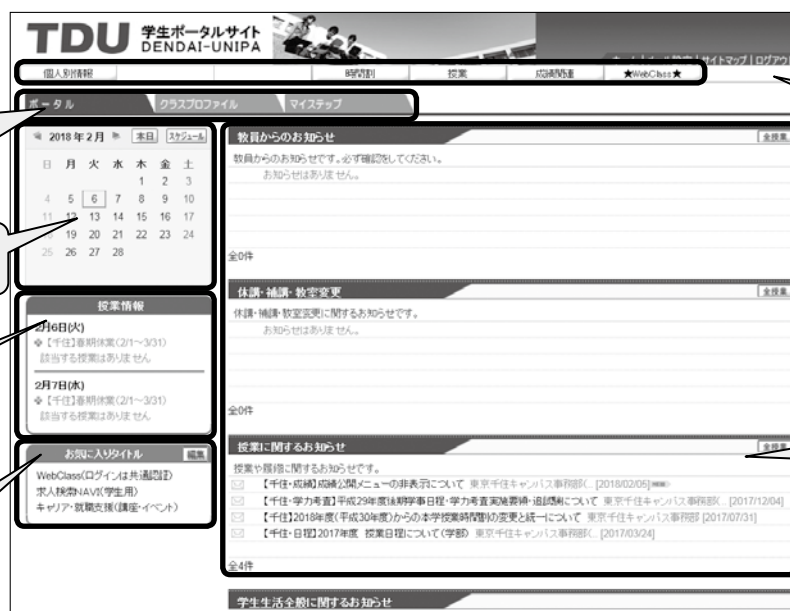 TDU 学生ポータルサイト
DENDAI-UNIPA
サイトマップ | ログアウ
個人別情報 時間割 授業 成績関連 ★WebClass★
ポータル クラスプロファイル マイステップ
2018年2月 本日 スケジュール
日 月 火 水 木 金 土
1 2 3
4 5 6 7 8 9 10
11 12 13 14 15 16 17
19 20 21 22 23 24
25 26 27 28
授業情報
2月6日(火)
【千住】春期休業(2/1～3/31)
該当する授業はありません
2月7日(水)
【千住】春期休業(2/1～3/31)
該当する授業はありません
お気に入りタイトル 編集
WebClass(ログインは共通認証)
求人検索NAVI(学生用)
キャリア・就職支援(講座・イベント)
教員からのお知らせ 全授業
教員からのお知らせです。必ず確認をしてください。
お知らせはありません。
全0件
休講・補講・教室変更 全授業
休講・補講・教室変更に関するお知らせです。
お知らせはありません。
全0件
授業に関するお知らせ 全授業
授業や履修に関するお知らせです。
【千住・成績】成績公開メニューの非表示について 東京千住キャンパス事務部(... [2018/02/05]
【千住・学力考査】平成29年度後期学事日程・学力考査実施要領・追試験について 東京千住キャンパス事務部(... [2017/12/04]
【千住】2018年度(平成30年度)からの本学授業時間割の変更と統一について 東京千住キャンパス事務部 [2017/07/31]
【千住・日程】2017年度 授業日程について(学部) 東京千住キャンパス事務部(... [2017/03/24]
全4件
学生生活全般に関するお知らせ